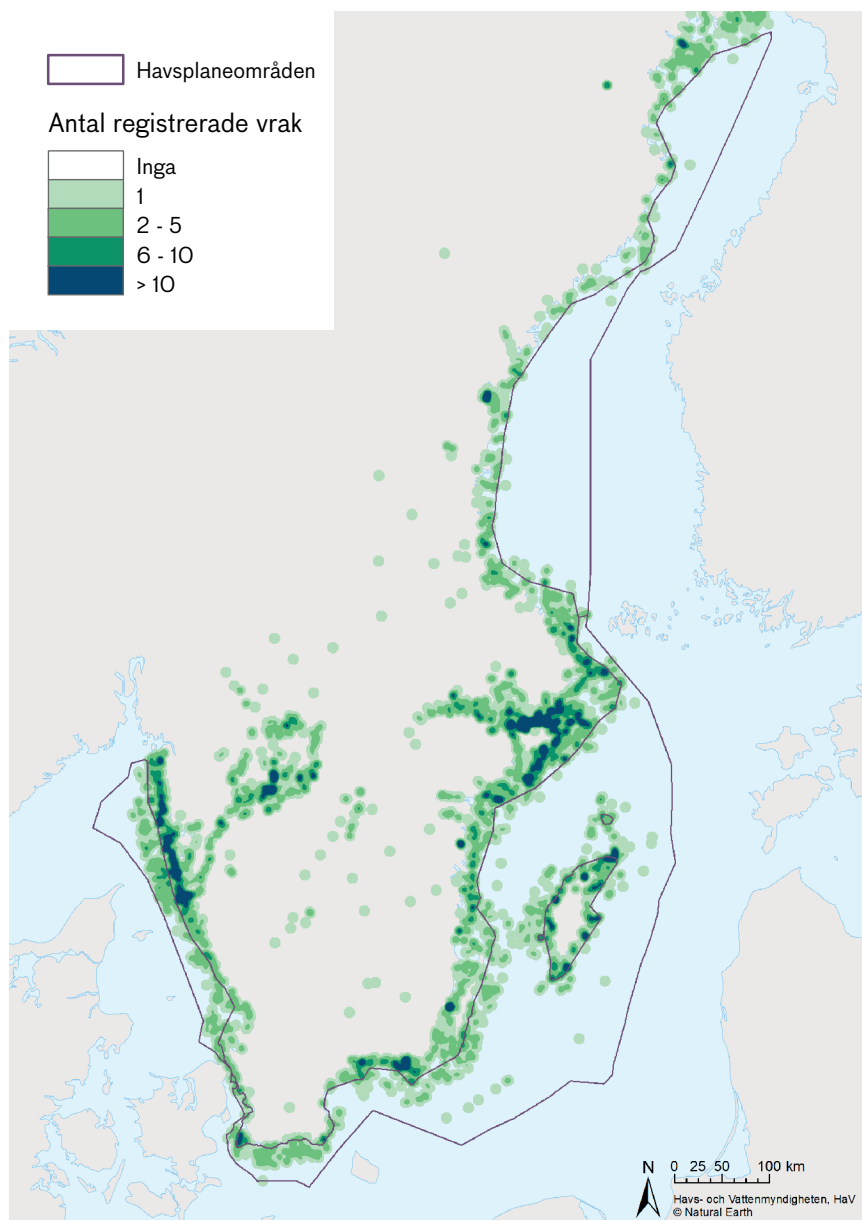 Havsplaneområden
Antal registrerade vrak
Inga
1
2 - 5
6 - 10
> 10
N
0 25 50 100 km
Havs- och Vattenmyndigheten, HaV
© Natural Earth